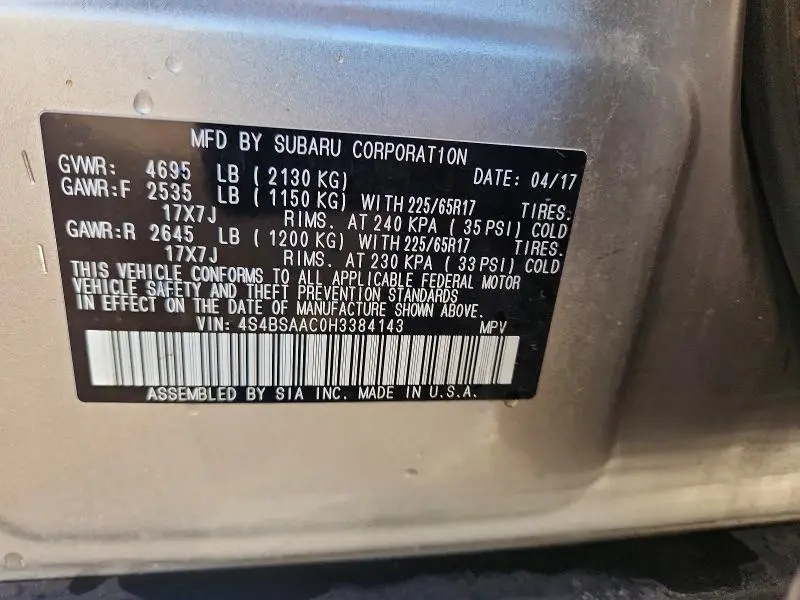 MFD BY SUBARU CORPORATION
GVWR: 4695 LB ( 2130 KG) DATE: 04/17
GAWR:F 2535 LB ( 1150 KG) WITH 225/65R17 TIRES.
17X7J RIMS. AT 240 KPA ( 35 PSI) COLD
GAWR:R 2645 LB ( 1200 KG) WITH 225/65R17 TIRES.
17X7J RIMS. AT 230 KPA ( 33 PSI) COLD
THIS VEHICLE CONFORMS TO ALL APPLICABLE FEDERAL MOTOR
VEHICLE SAFETY AND THEFT PREVENTION STANDARDS
IN EFFECT ON THE DATE OF MANUFACTURE SHOWN ABOVE.
VIN: 4S4BSAAC0H3384143 MPV
ASSEMBLED BY SIA INC. MADE IN U.S.A.